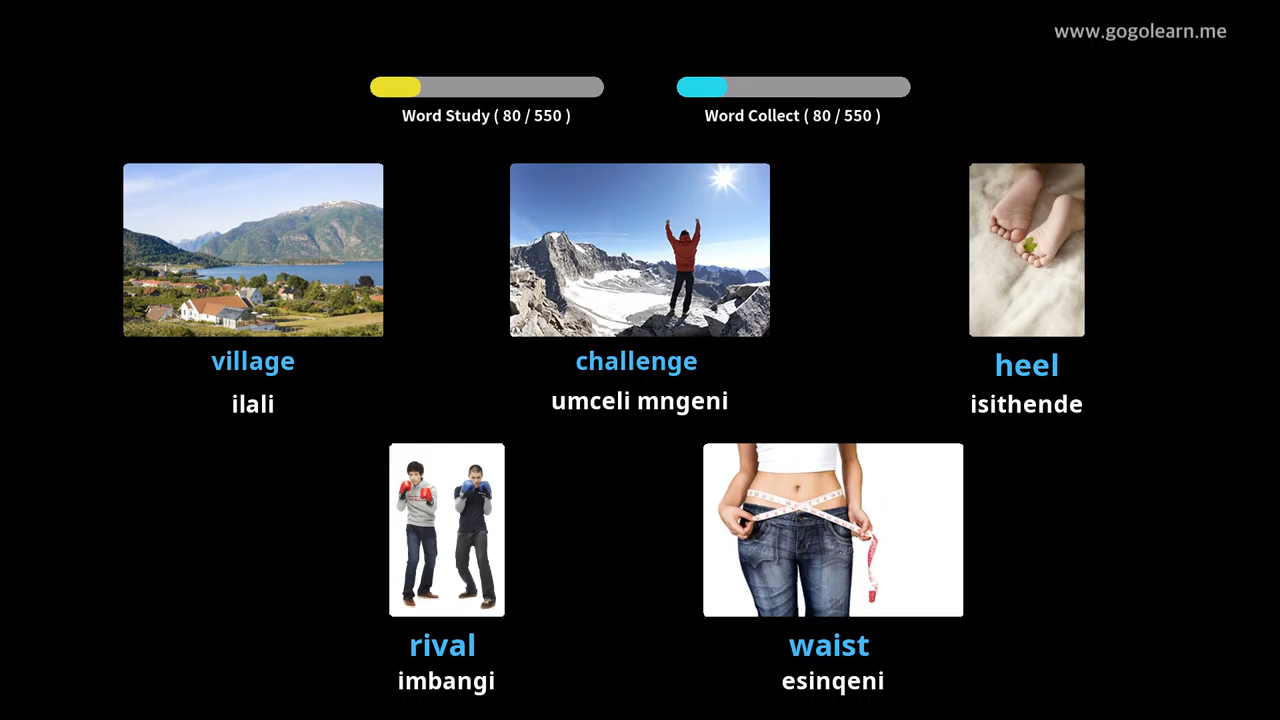 www.gogolearn.me
Word Study ( 80 / 550 )
Word Collect ( 80 / 550 )
village
ilali
challenge
umceli mngeni
heel
isithende
rival
imbangi
waist
esinqeni